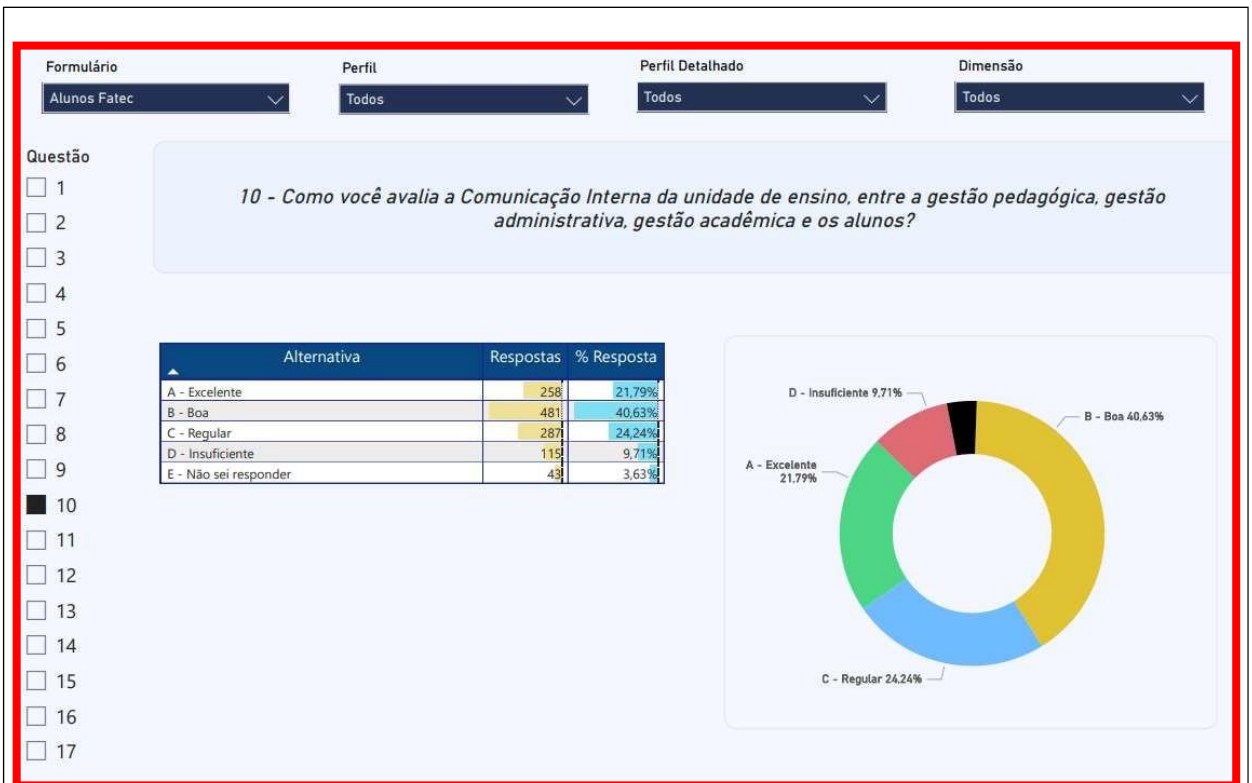 Formulário
Perfil
Perfil Detalhado
Dimensão
Alunos Fatec
Todos
Todos
Todos
Questão
1
2
3
4
5
6
7
8
9
10
11
12
13
14
15
16
17
10 - Como você avalia a Comunicação Interna da unidade de ensino, entre a gestão pedagógica, gestão
administrativa, gestão acadêmica e os alunos?
Alternativa Respostas % Resposta
A - Excelente 258 21,79%
B - Boa 481 40,63%
C - Regular 287 24,24%
D - Insuficiente 115 9,71%
E - Não sei responder 43 3,63%
D - Insuficiente 9,71%
B - Boa 40,63%
A - Excelente
21,79%
C - Regular 24,24%